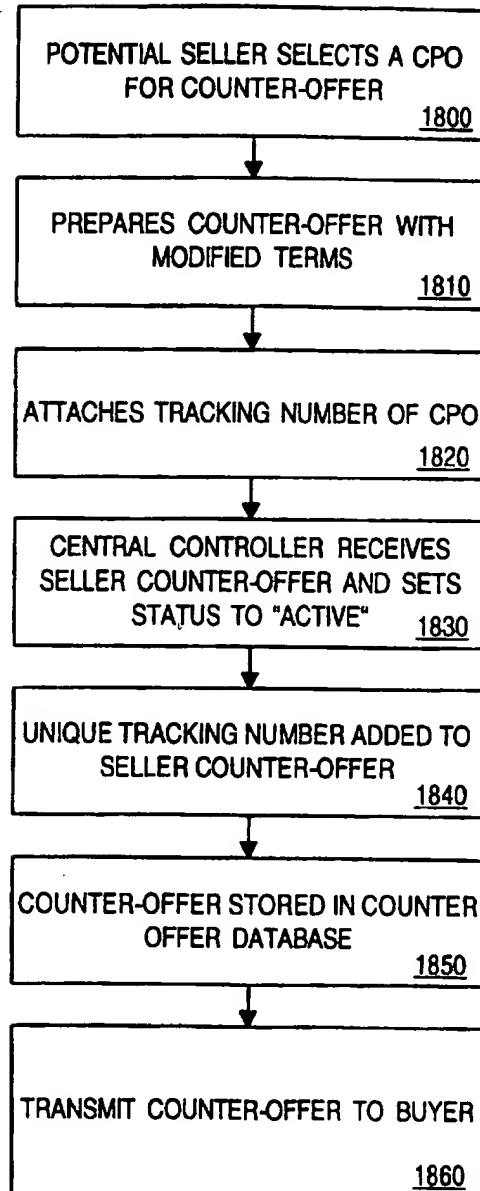 POTENTIAL SELLER SELECTS A CPO
FOR COUNTER-OFFER
1800
PREPARES COUNTER-OFFER WITH
MODIFIED TERMS
1810
ATTACHES TRACKING NUMBER OF CPO
1820
CENTRAL CONTROLLER RECEIVES
SELLER COUNTER-OFFER AND SETS
STATUS TO "ACTIVE"
1830
UNIQUE TRACKING NUMBER ADDED TO
SELLER COUNTER-OFFER
1840
COUNTER-OFFER STORED IN COUNTER
OFFER DATABASE
1850
TRANSMIT COUNTER-OFFER TO BUYER
1860